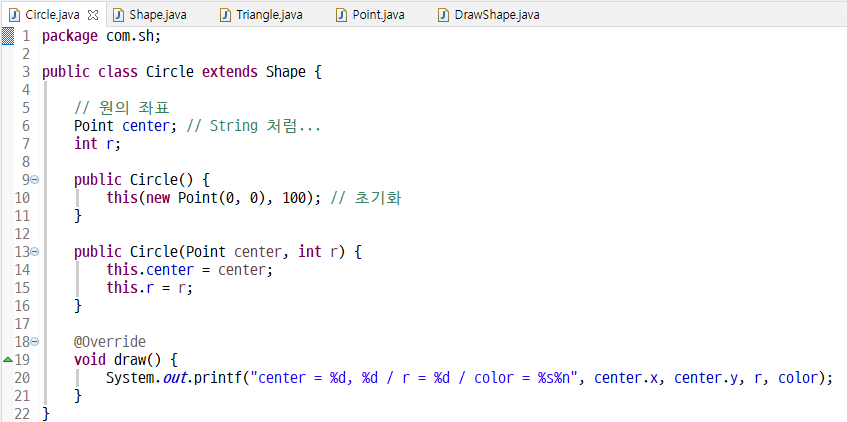 Circle.java Shape.java Triangle.java Point.java DrawShape.java
1 package com.sh;
2
3 public class Circle extends Shape {
4
5 // 원의 좌표
6 Point center; // String 처럼...
7 int r;
8
9 public Circle() {
10 this(new Point(0, 0), 100); // 초기화
11 }
12
13 public Circle(Point center, int r) {
14 this.center = center;
15 this.r = r;
16 }
17
18 @Override
19 void draw() {
20 System.out.printf("center = %d, %d / r = %d / color = %s%n", center.x, center.y, r, color);
21 }
22 }